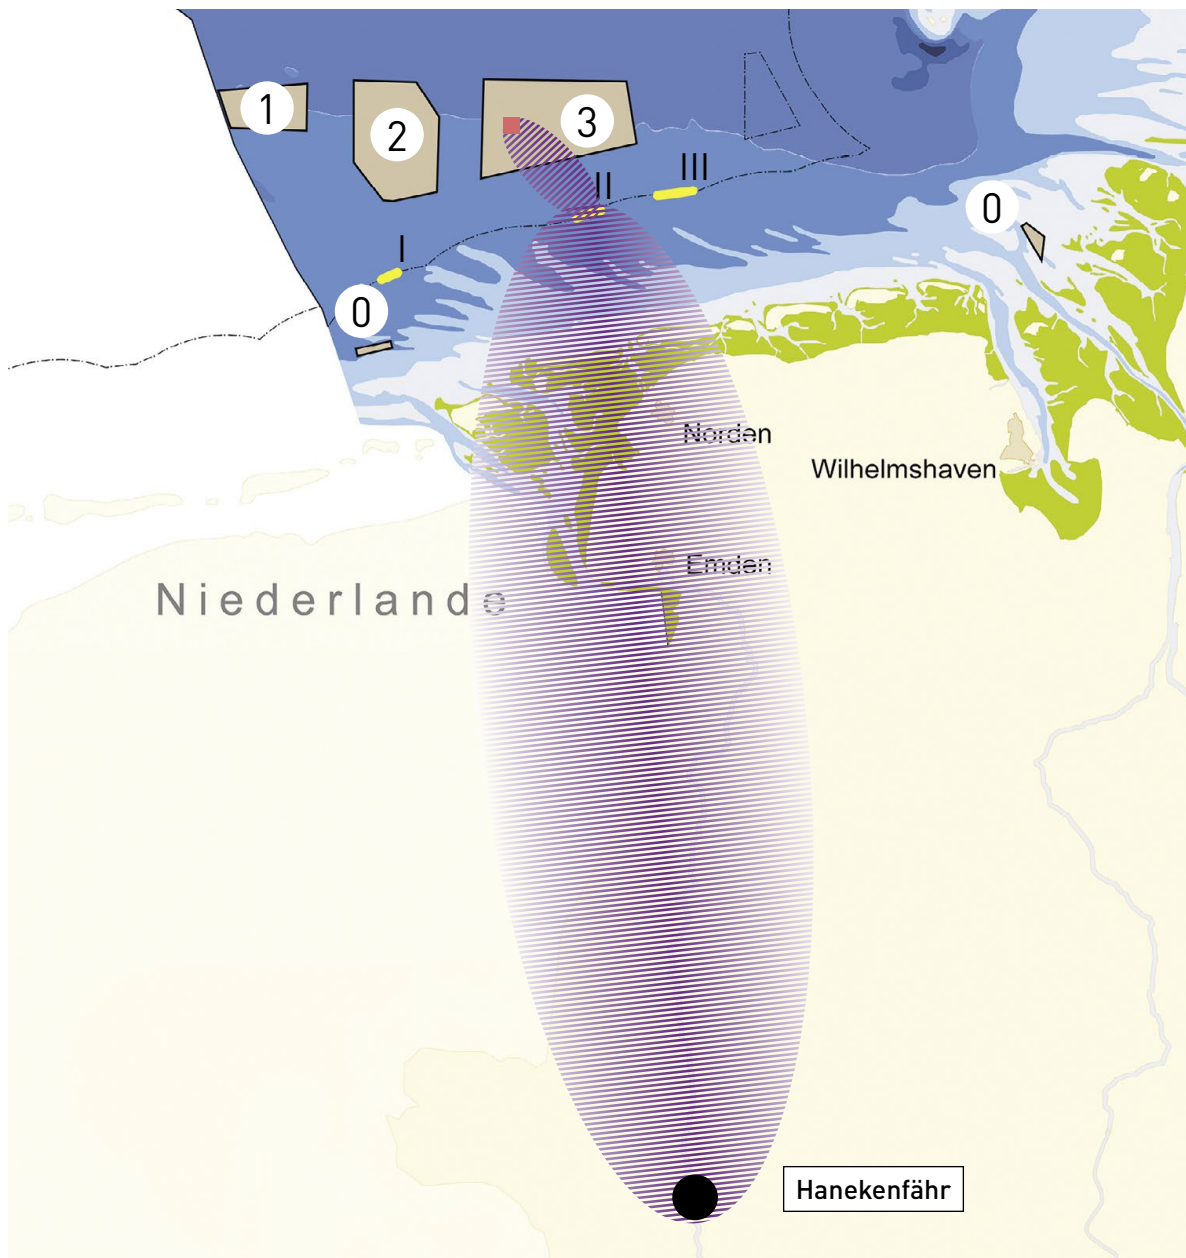 1
2
3
III
II
I
0
0
Norden
Wilhelmshaven
Emden
Niederlande
Hanekenfähr